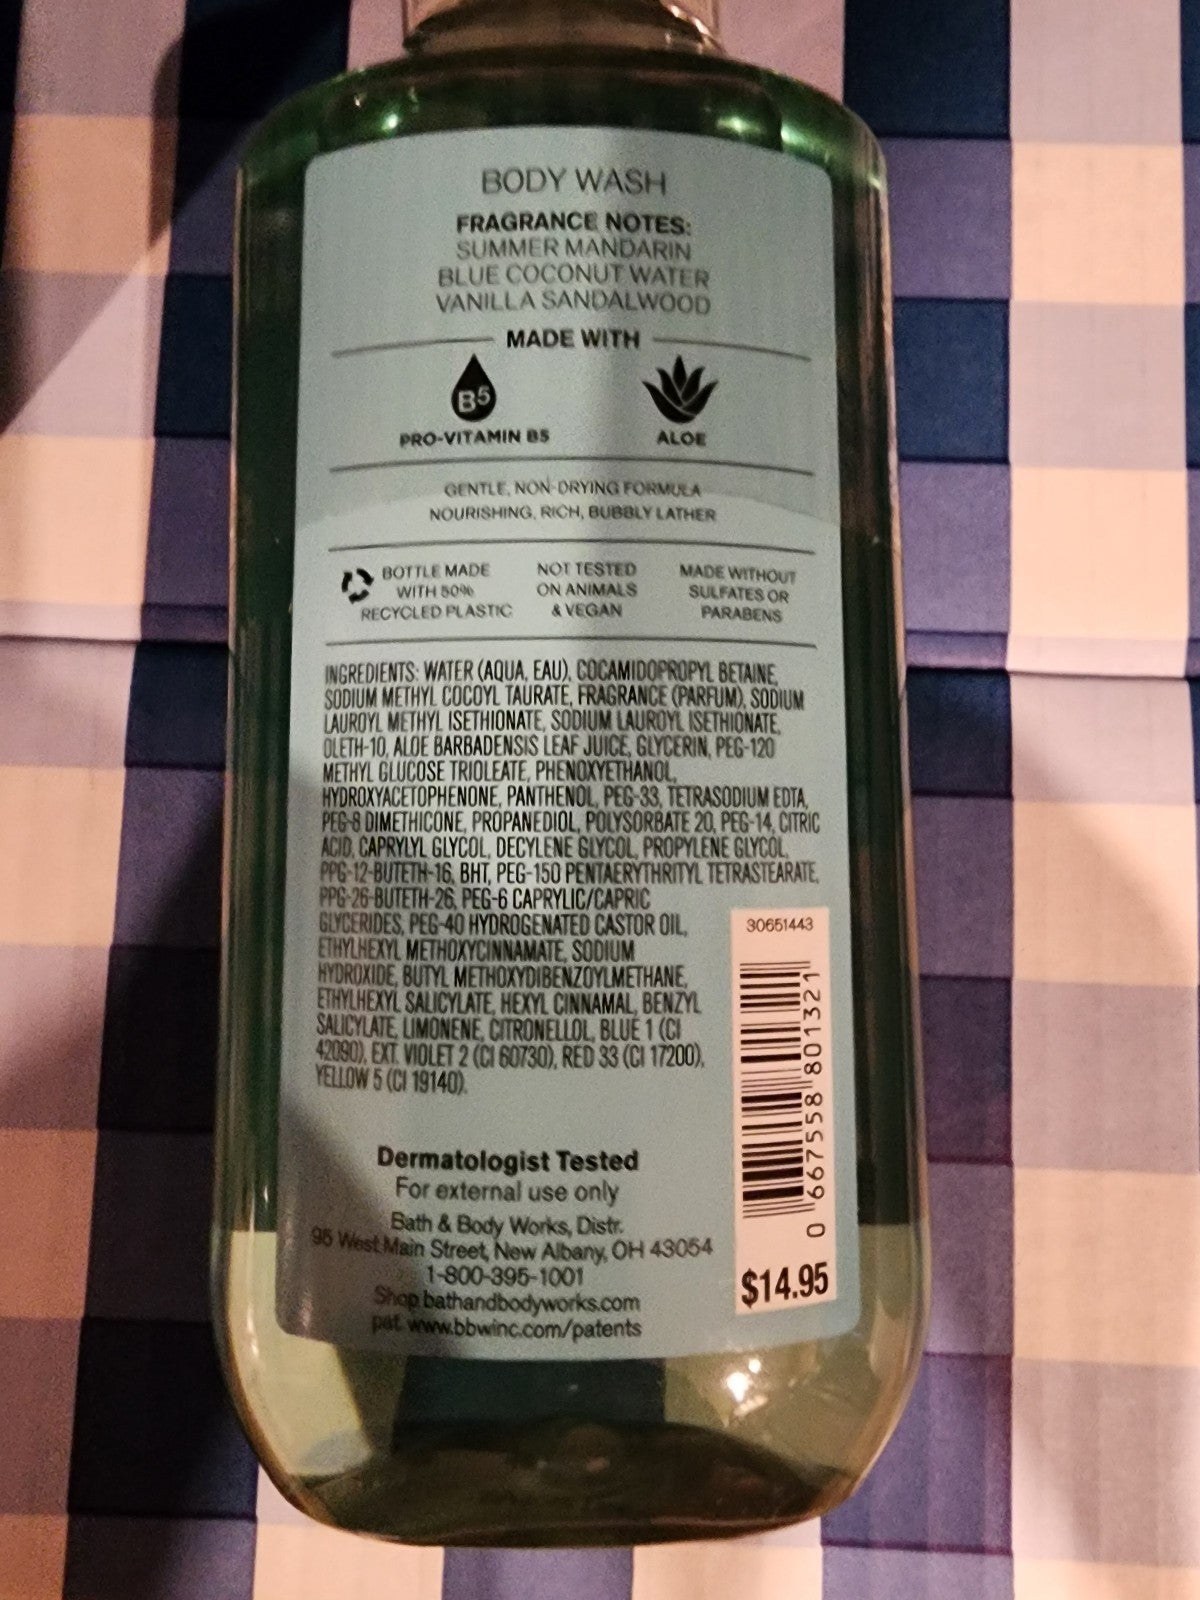 BODY WASH
FRAGRANCE NOTES:
SUMMER MANDARIN
BLUE COCONUT WATER
VANILLA SANDALWOOD
MADE WITH
B5
PRO-VITAMIN B5
ALOE
GENTLE, NON-DRYING FORMULA
NOURISHING, RICH, BUBBLY LATHER
BOTTLE MADE
WITH 50%
RECYCLED PLASTIC
NOT TESTED
ON ANIMALS
& VEGAN
MADE WITHOUT
SULFATES OR
PARABENS
INGREDIENTS: WATER (AQUA, EAU), COCAMIDOPROPYL BETAINE,
SODIUM METHYL COCOYL TAURATE, FRAGRANCE (PARFUM), SODIUM
LAUROYL METHYL ISETHIONATE, SODIUM LAUROYL ISETHIONATE,
OLETH-10, ALOE BARBADENSIS LEAF JUICE, GLYCERIN, PEG-120
METHYL GLUCOSE TRIOLEATE, PHENOXYETHANOL,
HYDROXYACETOPHENONE, PANTHENOL, PEG-33, TETRASODIUM EDTA,
PEG-8 DIMETHICONE, PROPANEDIOL, POLYSORBATE 20, PEG-14, CITRIC
ACID, CAPRYLYL GLYCOL, DECYLENE GLYCOL, PROPYLENE GLYCOL,
PPG-12-BUTETH-16, BHT, PEG-150 PENTAERYTHRITYL TETRASTEARATE,
PPG-26-BUTETH-26, PEG-6 CAPRYLIC/CAPRIC
GLYCERIDES, PEG-40 HYDROGENATED CASTOR OIL,
ETHYLHEXYL METHOXYCINNAMATE, SODIUM
HYDROXIDE, BUTYL METHOXYDIBENZOYLMETHANE,
ETHYLHEXYL SALICYLATE, HEXYL CINNAMAL, BENZYL
SALICYLATE, LIMONENE, CITRONELLOL, BLUE 1 (CI
42090), EXT. VIOLET 2 (CI 60730), RED 33 (CI 17200),
YELLOW 5 (CI 19140).
30651443
0 667558 801321
$14.95
Dermatologist Tested
For external use only
Bath & Body Works, Distr.
95 West Main Street, New Albany, OH 43054
1-800-395-1001
Shop bathandbodyworks.com
pat. www.bbwinc.com/patents